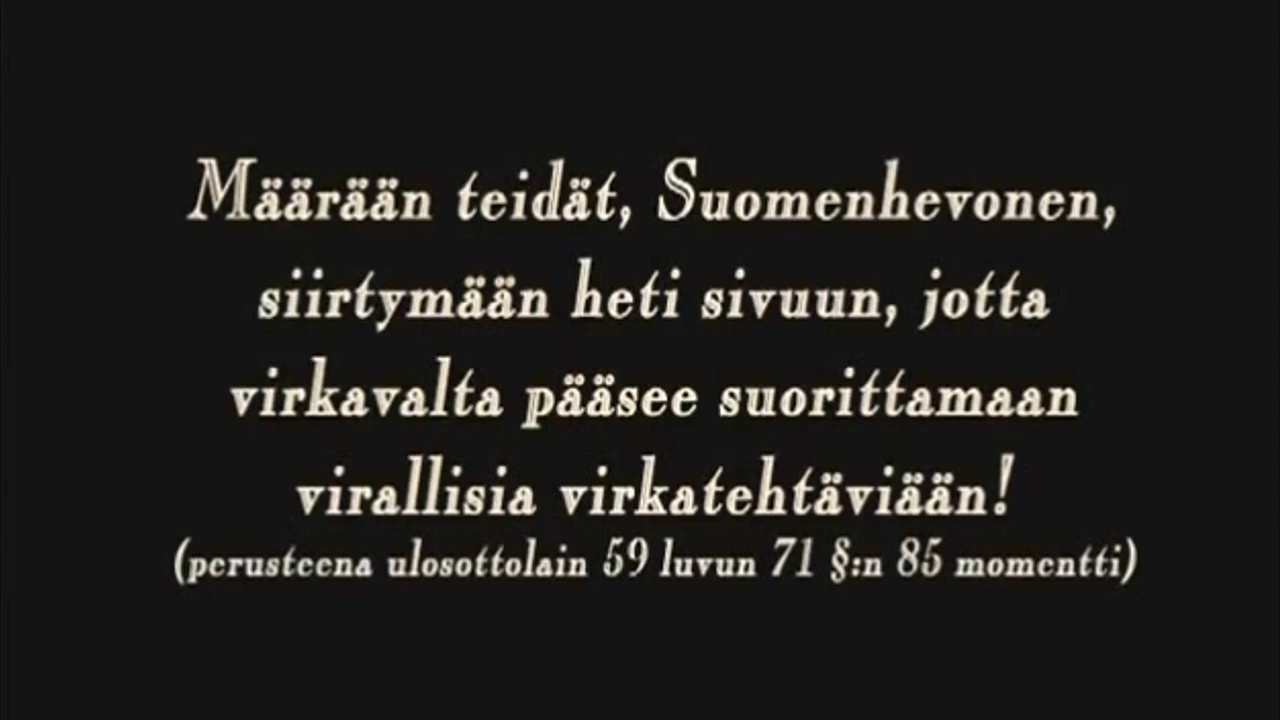 Määrään teidät, Suomenhevonen,
siirtymään heti sivuun, jotta
virkavalta pääsee suorittamaan
virallisia virkatehtäviään!
(perusteena ulosottolain 59 luvun 71 §:n 85 momentti)